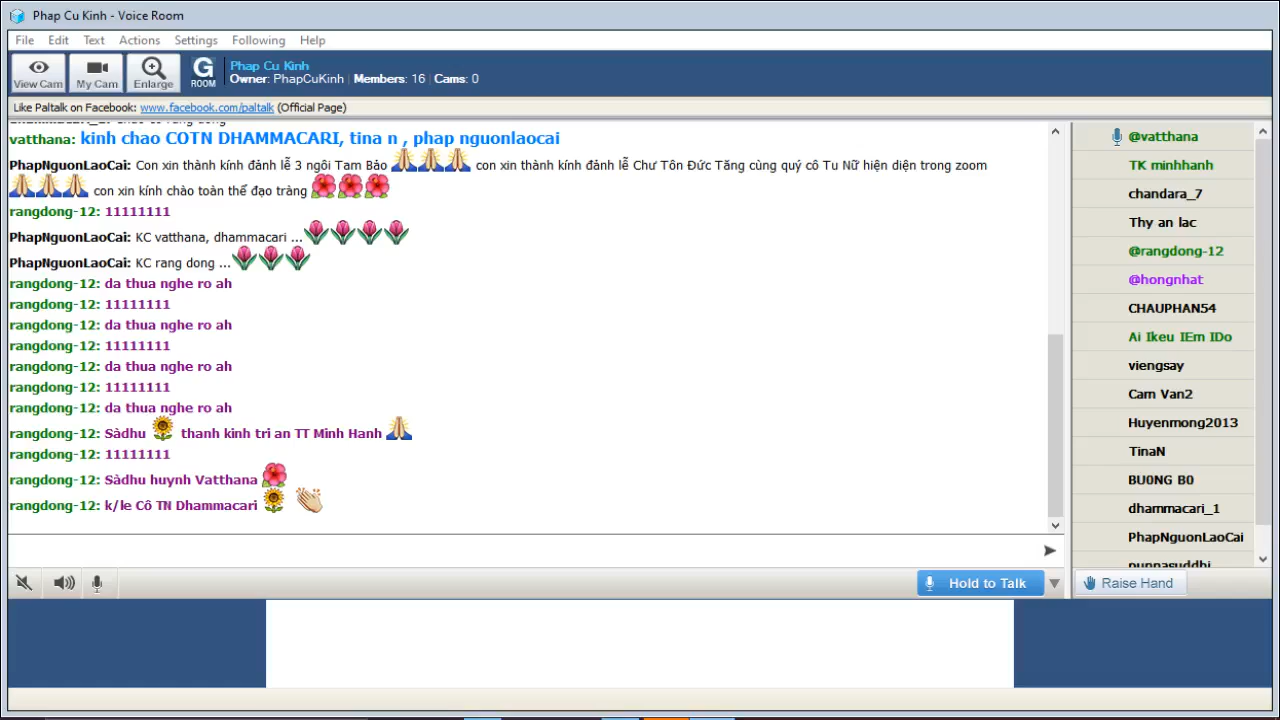 Phap Cu Kinh - Voice Room
File Edit Text Actions Settings Following Help
View Cam My Cam Enlarge G ROOM
Phap Cu Kinh
Owner: PhapCuKinh Members: 16 Cams: 0
Like Paltalk on Facebook: www.facebook.com/paltalk (Official Page)
vatthana: kinh chao COTN DHAMMACARI, tina n , phap nguonlaocai
PhapNguonLaoCai: Con xin thành kính đảnh lễ 3 ngôi Tam Bảo con xin thành kính đảnh lễ Chư Tôn Đức Tăng cùng quý cô Tu Nữ hiện diện trong zoom
con xin kính chào toàn thể đạo tràng
rangdong-12: 11111111
PhapNguonLaoCai: KC vatthana, dhammacari ...
PhapNguonLaoCai: KC rang dong ...
rangdong-12: da thua nghe ro ah
rangdong-12: 11111111
rangdong-12: da thua nghe ro ah
rangdong-12: 11111111
rangdong-12: da thua nghe ro ah
rangdong-12: 11111111
rangdong-12: da thua nghe ro ah
rangdong-12: Sàdhu thanh kinh tri an TT Minh Hanh
rangdong-12: 11111111
rangdong-12: Sàdhu huynh Vatthana
rangdong-12: k/le Cô TN Dhammacari
Hold to Talk
@vatthana
TK minhhanh
chandara_7
Thy an lac
@rangdong-12
@hongnhat
CHAUPHAN54
Ai Ikeu IEm IDo
viengsay
Cam Van2
Huyenmong2013
TinaN
BU0NG B0
dhammacari_1
PhapNguonLaoCai
Raise Hand